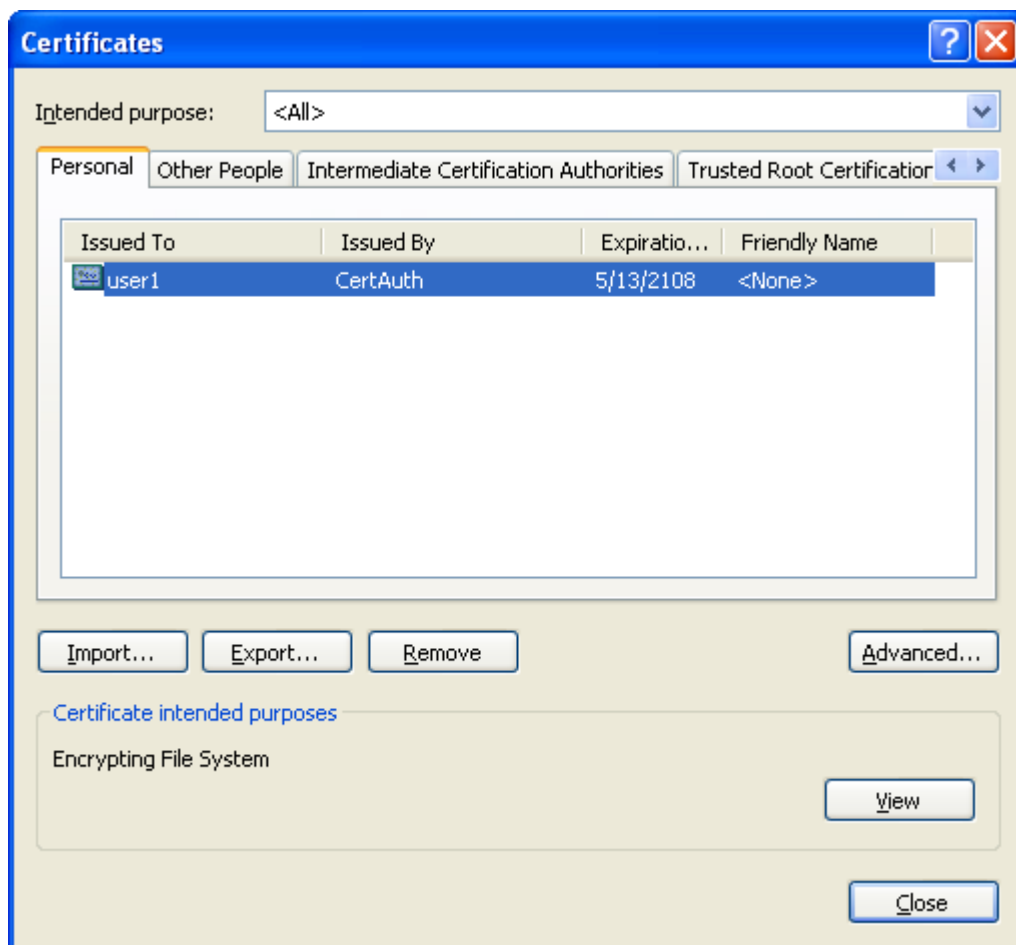 Certificates
Intended purpose: <All>
Personal Other People Intermediate Certification Authorities Trusted Root Certification
Issued To Issued By Expiratio... Friendly Name
user1 CertAuth 5/13/2108 <None>
Import... Export... Remove Advanced...
Certificate intended purposes
Encrypting File System
View
Close